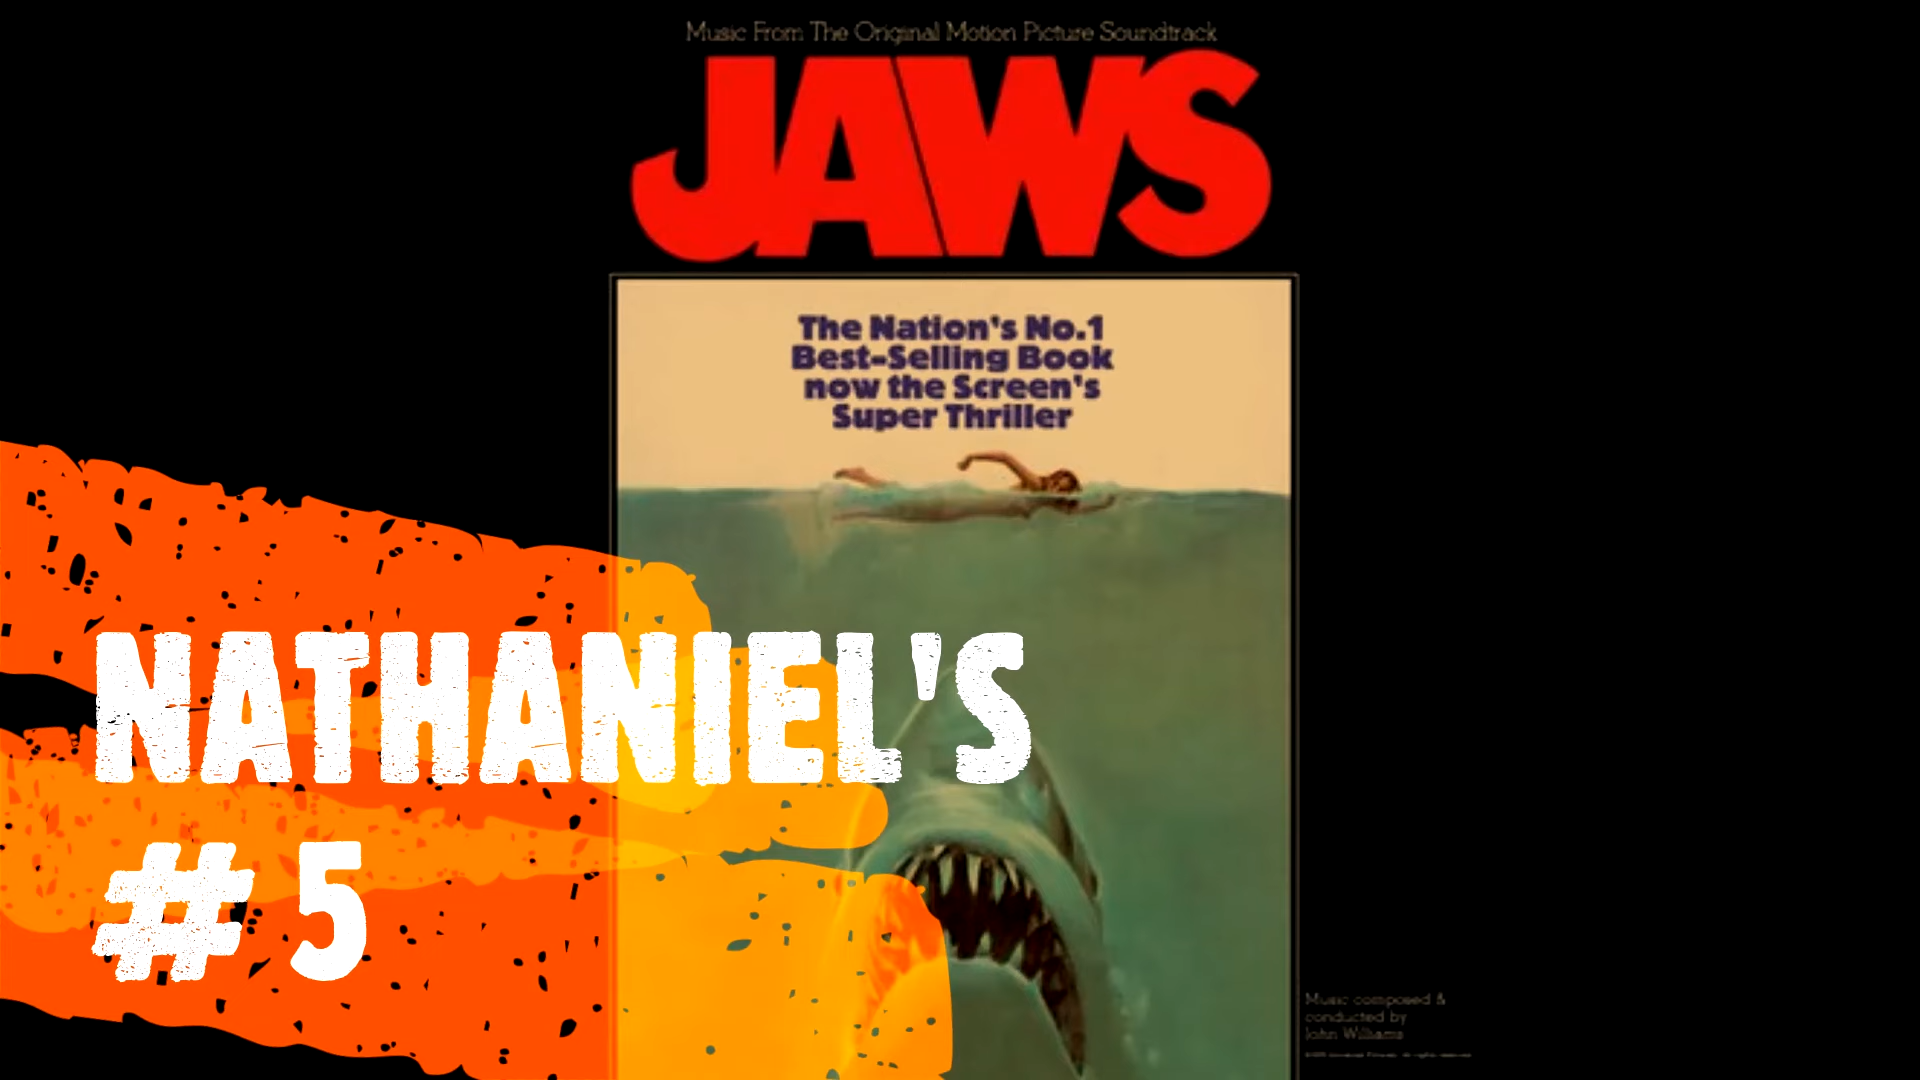 Music From The Original Motion Picture Soundtrack
JAWS
The Nation's No.1
Best-Selling Book
now the Screen's
Super Thriller
NATHANIEL'S
# 5
Music composed &
conducted by
John Williams